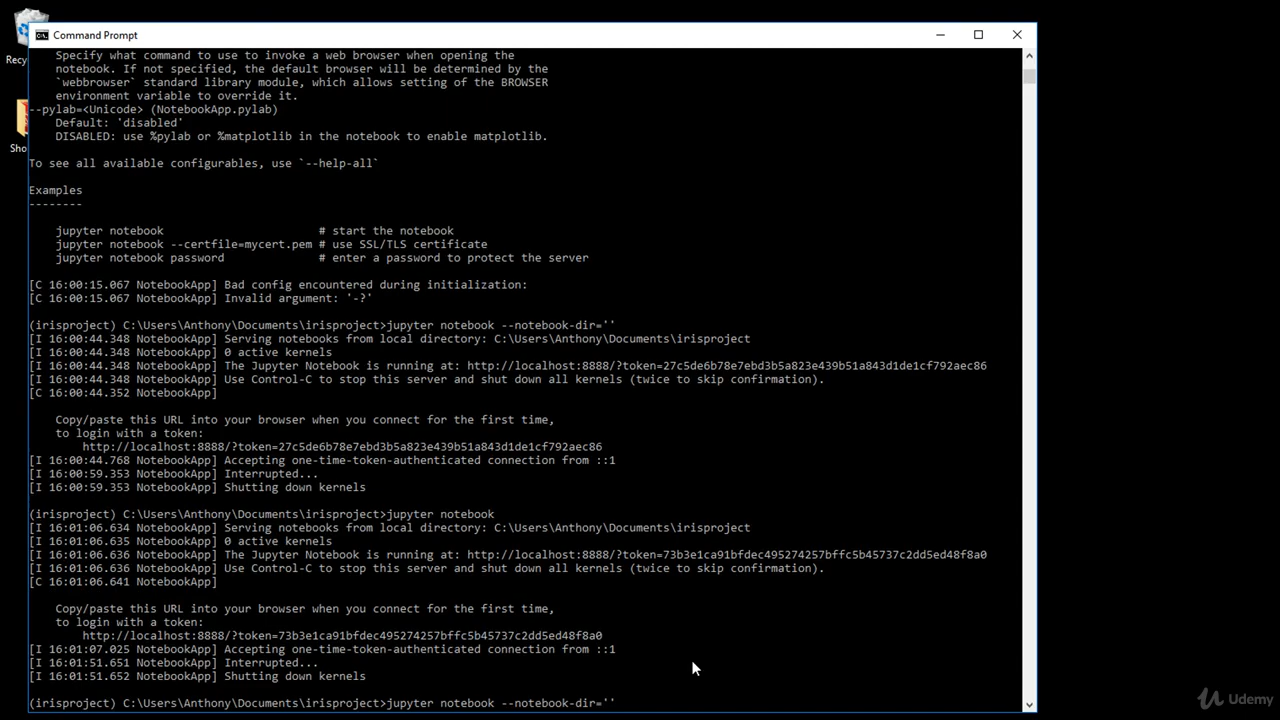 Recy
Sho
Command Prompt
Specify what command to use to invoke a web browser when opening the
notebook. If not specified, the default browser will be determined by the
`webbrowser` standard library module, which allows setting of the BROWSER
environment variable to override it.
--pylab=<Unicode> (NotebookApp.pylab)
Default: 'disabled'
DISABLED: use %pylab or %matplotlib in the notebook to enable matplotlib.
To see all available configurables, use `--help-all`
Examples
--------
jupyter notebook # start the notebook
jupyter notebook --certfile=mycert.pem # use SSL/TLS certificate
jupyter notebook password # enter a password to protect the server
[C 16:00:15.067 NotebookApp] Bad config encountered during initialization:
[C 16:00:15.067 NotebookApp] Invalid argument: '-?'
(irisproject) C:\Users\Anthony\Documents\irisproject>jupyter notebook --notebook-dir=''
[I 16:00:44.348 NotebookApp] Serving notebooks from local directory: C:\Users\Anthony\Documents\irisproject
[I 16:00:44.348 NotebookApp] 0 active kernels
[I 16:00:44.348 NotebookApp] The Jupyter Notebook is running at: http://localhost:8888/?token=27c5de6b78e7ebd3b5a823e439b51a843d1de1cf792aec86
[I 16:00:44.348 NotebookApp] Use Control-C to stop this server and shut down all kernels (twice to skip confirmation).
[C 16:00:44.352 NotebookApp]
Copy/paste this URL into your browser when you connect for the first time,
to login with a token:
http://localhost:8888/?token=27c5de6b78e7ebd3b5a823e439b51a843d1de1cf792aec86
[I 16:00:44.768 NotebookApp] Accepting one-time-token-authenticated connection from ::1
[I 16:00:59.353 NotebookApp] Interrupted...
[I 16:00:59.353 NotebookApp] Shutting down kernels
(irisproject) C:\Users\Anthony\Documents\irisproject>jupyter notebook
[I 16:01:06.634 NotebookApp] Serving notebooks from local directory: C:\Users\Anthony\Documents\irisproject
[I 16:01:06.635 NotebookApp] 0 active kernels
[I 16:01:06.636 NotebookApp] The Jupyter Notebook is running at: http://localhost:8888/?token=73b3e1ca91bfdec495274257bffc5b45737c2dd5ed48f8a0
[I 16:01:06.636 NotebookApp] Use Control-C to stop this server and shut down all kernels (twice to skip confirmation).
[C 16:01:06.641 NotebookApp]
Copy/paste this URL into your browser when you connect for the first time,
to login with a token:
http://localhost:8888/?token=73b3e1ca91bfdec495274257bffc5b45737c2dd5ed48f8a0
[I 16:01:07.025 NotebookApp] Accepting one-time-token-authenticated connection from ::1
[I 16:01:51.651 NotebookApp] Interrupted...
[I 16:01:51.652 NotebookApp] Shutting down kernels
(irisproject) C:\Users\Anthony\Documents\irisproject>jupyter notebook --notebook-dir=''
Udemy